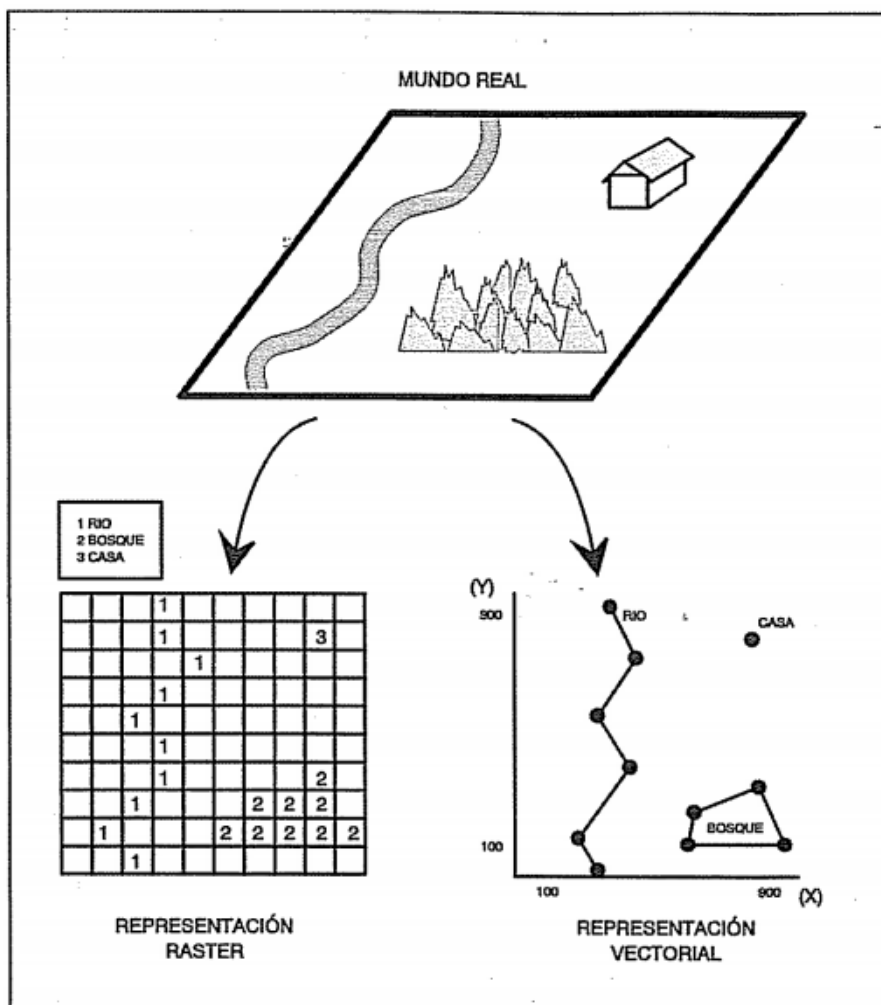 MUNDO REAL
1 RIO
2 BOSQUE
3 CASA
1
1 3
1
1
1
1
1 2
1 2 2 2
1 2 2 2 2 2
1
(Y)
900
RIO
CASA
BOSQUE
100
100 900 (X)
REPRESENTACIÓN
RASTER
REPRESENTACIÓN
VECTORIAL